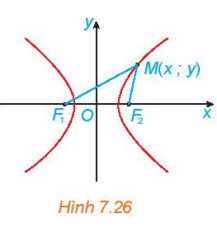 y
M(x ; y)
F₁ O F₂ x
Hình 7.26